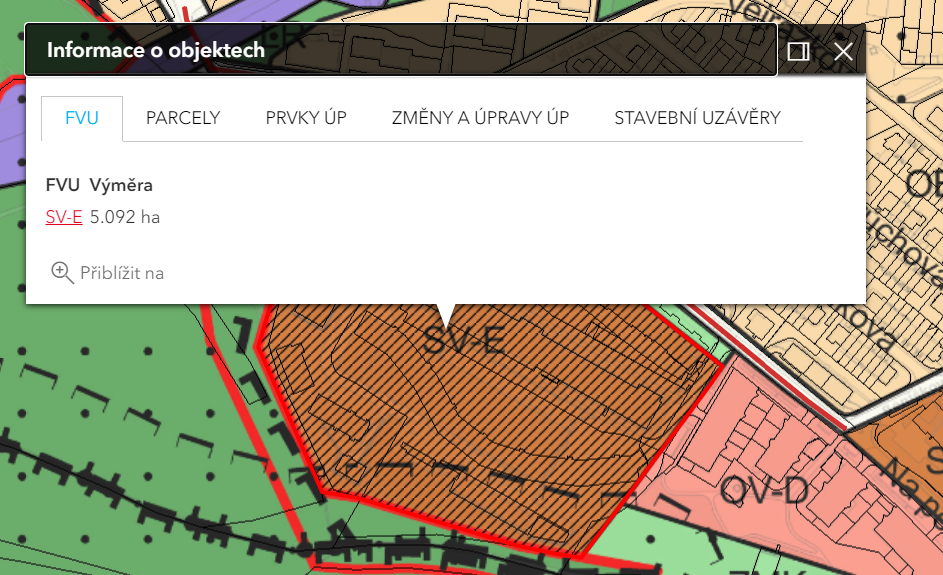 Informace o objektech
FVU PARCELY PRVKY ÚP ZMĚNY A ÚPRAVY ÚP STAVEBNÍ UZÁVĚRY
FVU Výměra
SV-E 5.092 ha
Přiblížit na
SV-E
OV-D